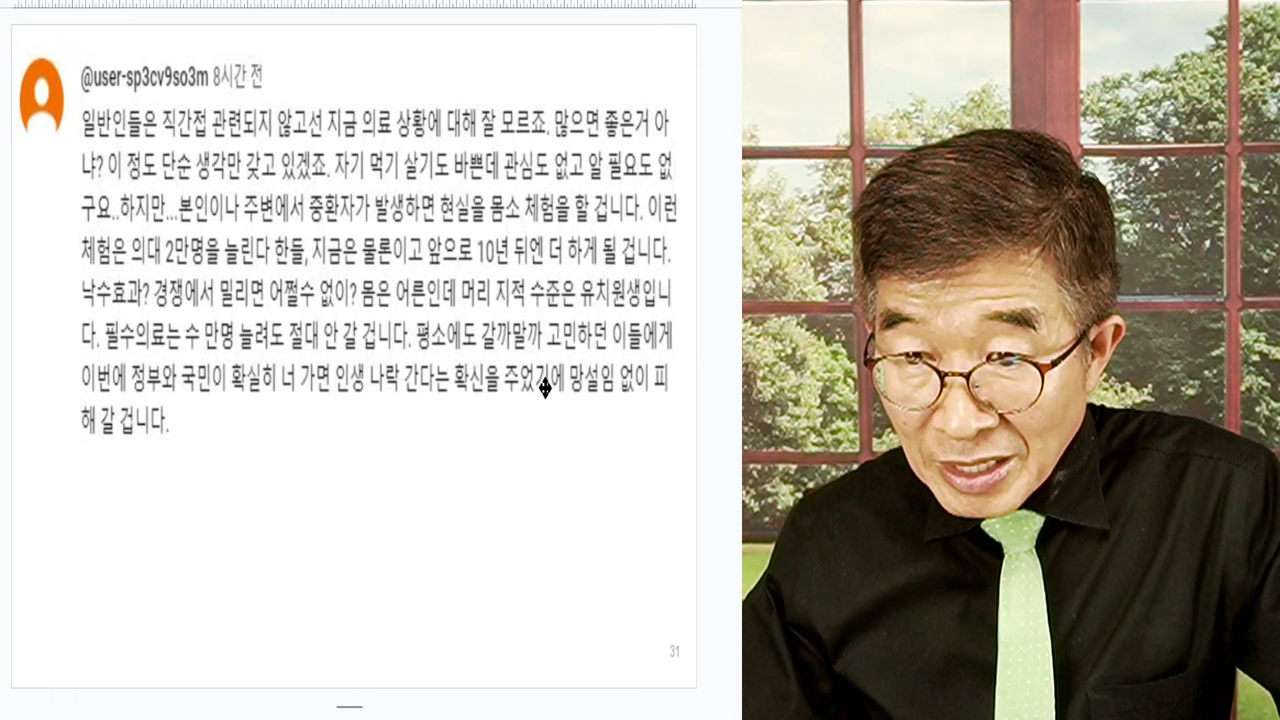 @user-sp3cv9so3m 8시간 전
일반인들은 직간접 관련되지 않고선 지금 의료 상황에 대해 잘 모르죠. 많으면 좋은거 아
냐? 이 정도 단순 생각만 갖고 있겠죠. 자기 먹기 살기도 바쁜데 관심도 없고 알 필요도 없
구요..하지만...본인이나 주변에서 중환자가 발생하면 현실을 몸소 체험을 할 겁니다. 이런
체험은 의대 2만명을 늘린다 한들, 지금은 물론이고 앞으로 10년 뒤엔 더 하게 될 겁니다.
낙수효과? 경쟁에서 밀리면 어쩔수 없이? 몸은 어른인데 머리 지적 수준은 유치원생입니
다. 필수의료는 수 만명 늘려도 절대 안 갈 겁니다. 평소에도 갈까말까 고민하던 이들에게
이번에 정부와 국민이 확실히 너 가면 인생 나락 간다는 확신을 주었기에 망설임 없이 피
해 갈 겁니다.
31